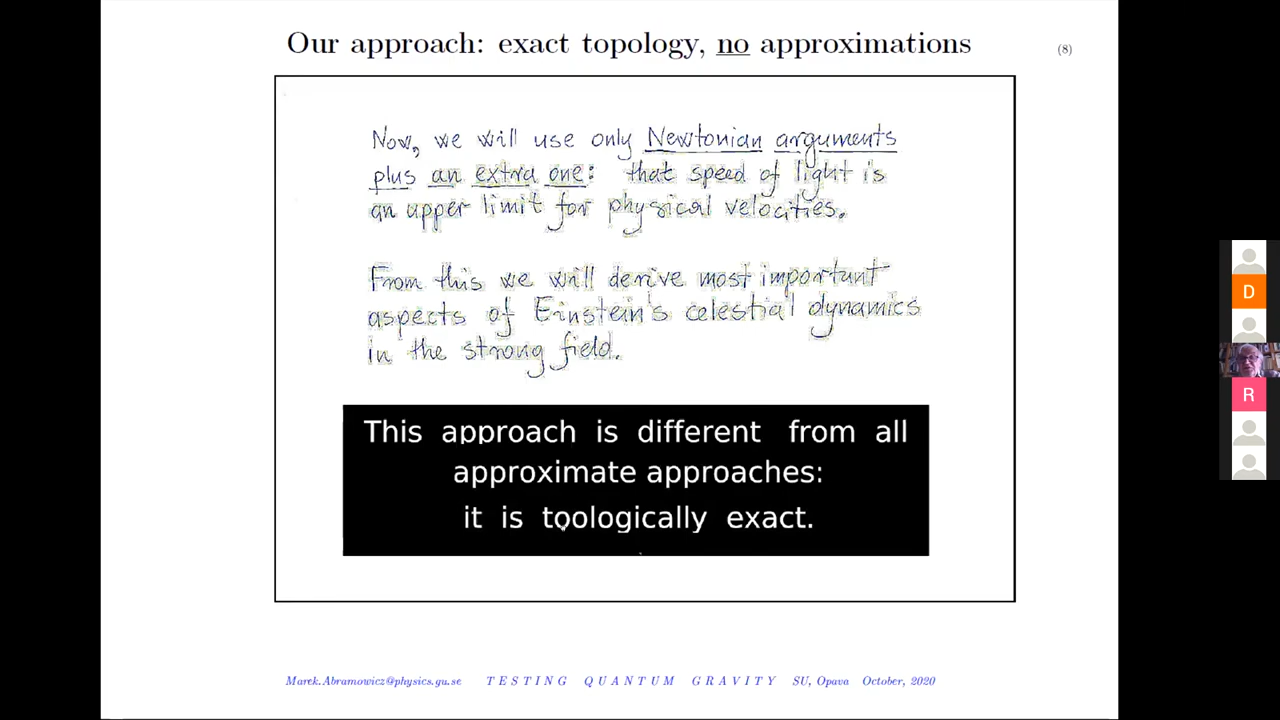 Our approach: exact topology, no approximations
(8)
Now, we will use only Newtonian arguments
plus an extra one: that speed of light is
an upper limit for physical velocities.
From this we will derive most important
aspects of Einstein's celestial dynamics
in the strong field.
This approach is different from all
approximate approaches:
it is toologically exact.
D
R
Marek.Abramowicz@physics.gu.se TESTING QUANTUM GRAVITY SU, Opava October, 2020